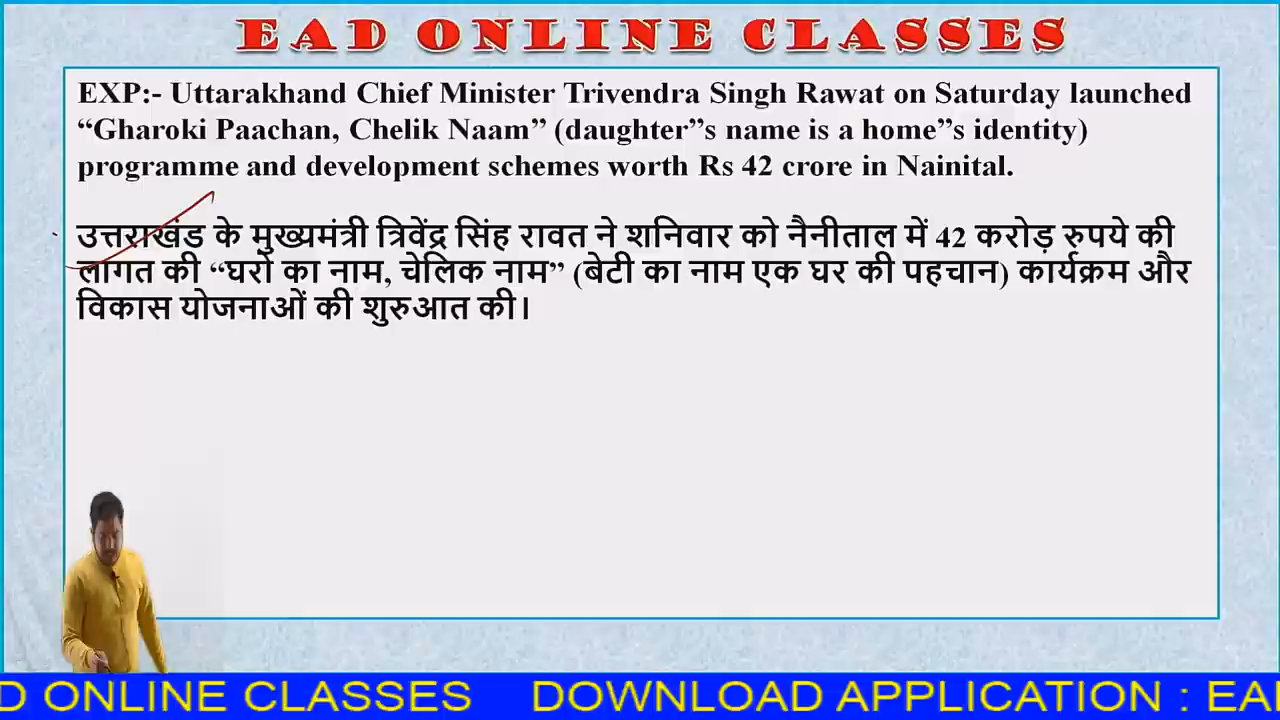 EAD ONLINE CLASSES
EXP:- Uttarakhand Chief Minister Trivendra Singh Rawat on Saturday launched
“Gharoki Paachan, Chelik Naam” (daughter”s name is a home”s identity)
programme and development schemes worth Rs 42 crore in Nainital.
उत्तराखंड के मुख्यमंत्री त्रिवेंद्र सिंह रावत ने शनिवार को नैनीताल में 42 करोड़ रुपये की
लागत की “घरों का नाम, चेलिक नाम” (बेटी का नाम एक घर की पहचान) कार्यक्रम और
विकास योजनाओं की शुरुआत की।
D ONLINE CLASSES DOWNLOAD APPLICATION : EA